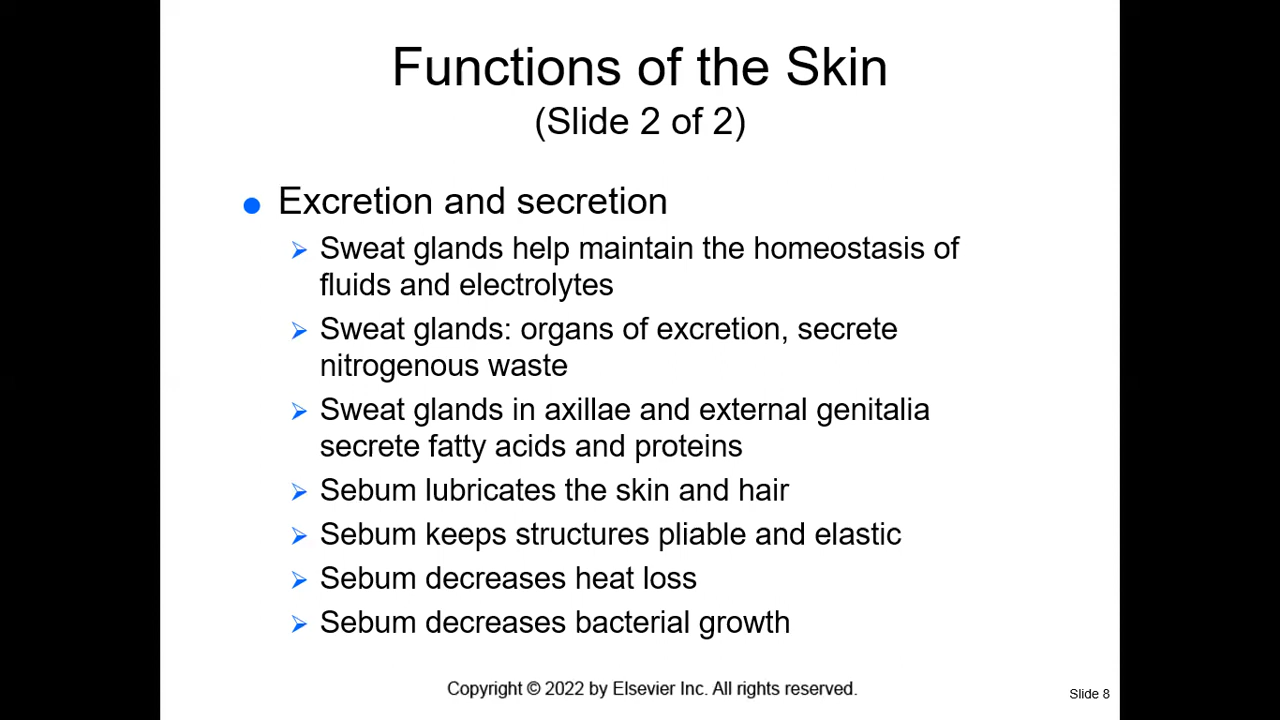 Functions of the Skin
(Slide 2 of 2)
Excretion and secretion
Sweat glands help maintain the homeostasis of
fluids and electrolytes
Sweat glands: organs of excretion, secrete
nitrogenous waste
Sweat glands in axillae and external genitalia
secrete fatty acids and proteins
Sebum lubricates the skin and hair
Sebum keeps structures pliable and elastic
Sebum decreases heat loss
Sebum decreases bacterial growth
Copyright © 2022 by Elsevier Inc. All rights reserved.
Slide 8